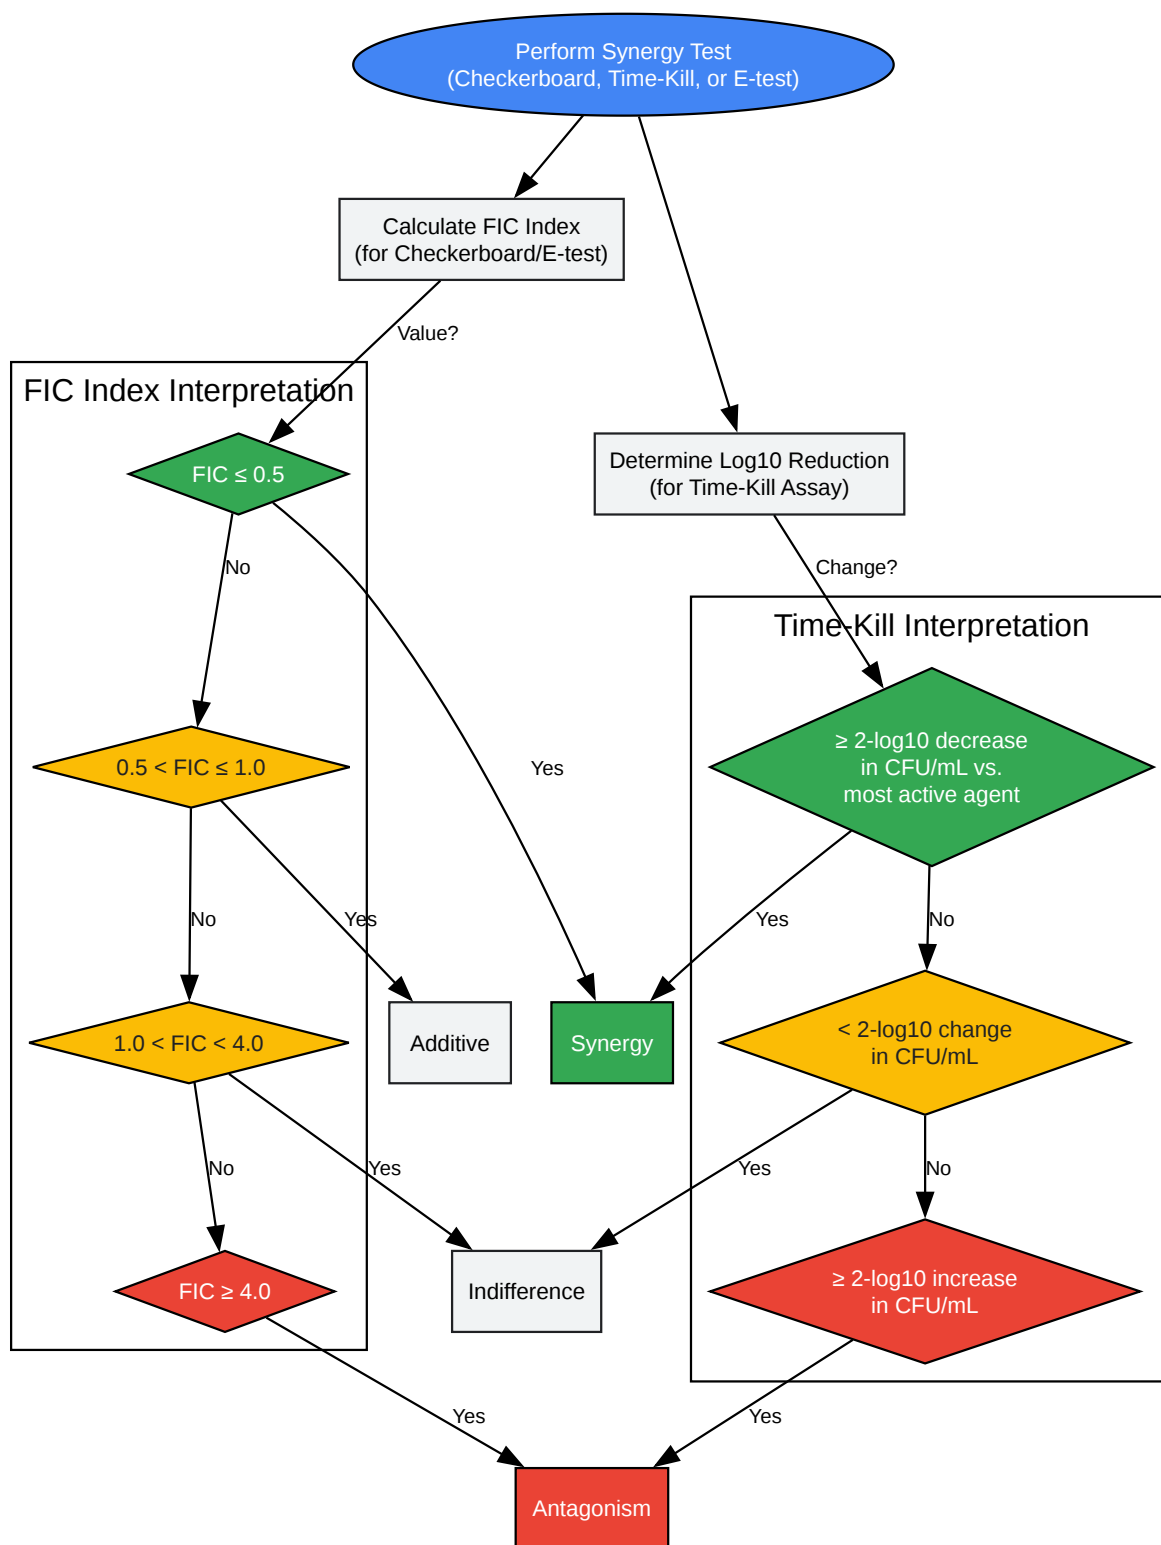 Perform Synergy Test
(Checkerboard, Time-Kill, or E-test)
Calculate FIC Index
(for Checkerboard/E-test)
Value?
FIC Index Interpretation
FIC ≤ 0.5
No
Yes
0.5 < FIC ≤ 1.0
No
Yes
1.0 < FIC < 4.0
No
Yes
FIC ≥ 4.0
Yes
Determine Log10 Reduction
(for Time-Kill Assay)
Change?
Time-Kill Interpretation
≥ 2-log10 decrease
in CFU/mL vs.
most active agent
Yes
No
< 2-log10 change
in CFU/mL
Yes
No
≥ 2-log10 increase
in CFU/mL
Yes
Additive
Synergy
Indifference
Antagonism